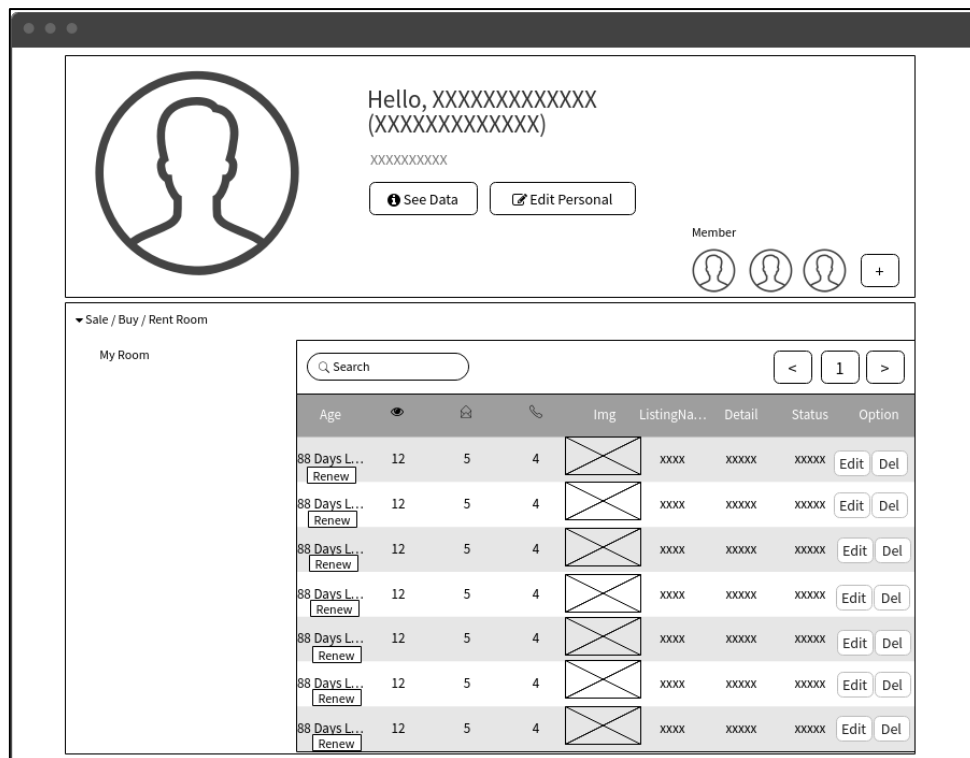 Hello, XXXXXXXXXXXXX
(XXXXXXXXXXXXX)
XXXXXXXXXX
See Data Edit Personal
Member
+
Sale / Buy / Rent Room
My Room
Search < 1 >
Age Img ListingNa... Detail Status Option
88 Days L... 12 5 4 xxxx xxxxx xxxxx Edit Del
Renew
88 Days L... 12 5 4 xxxx xxxxx xxxxx Edit Del
Renew
88 Days L... 12 5 4 xxxx xxxxx xxxxx Edit Del
Renew
88 Days L... 12 5 4 xxxx xxxxx xxxxx Edit Del
Renew
88 Days L... 12 5 4 xxxx xxxxx xxxxx Edit Del
Renew
88 Days L... 12 5 4 xxxx xxxxx xxxxx Edit Del
Renew
88 Days L... 12 5 4 xxxx xxxxx xxxxx Edit Del
Renew